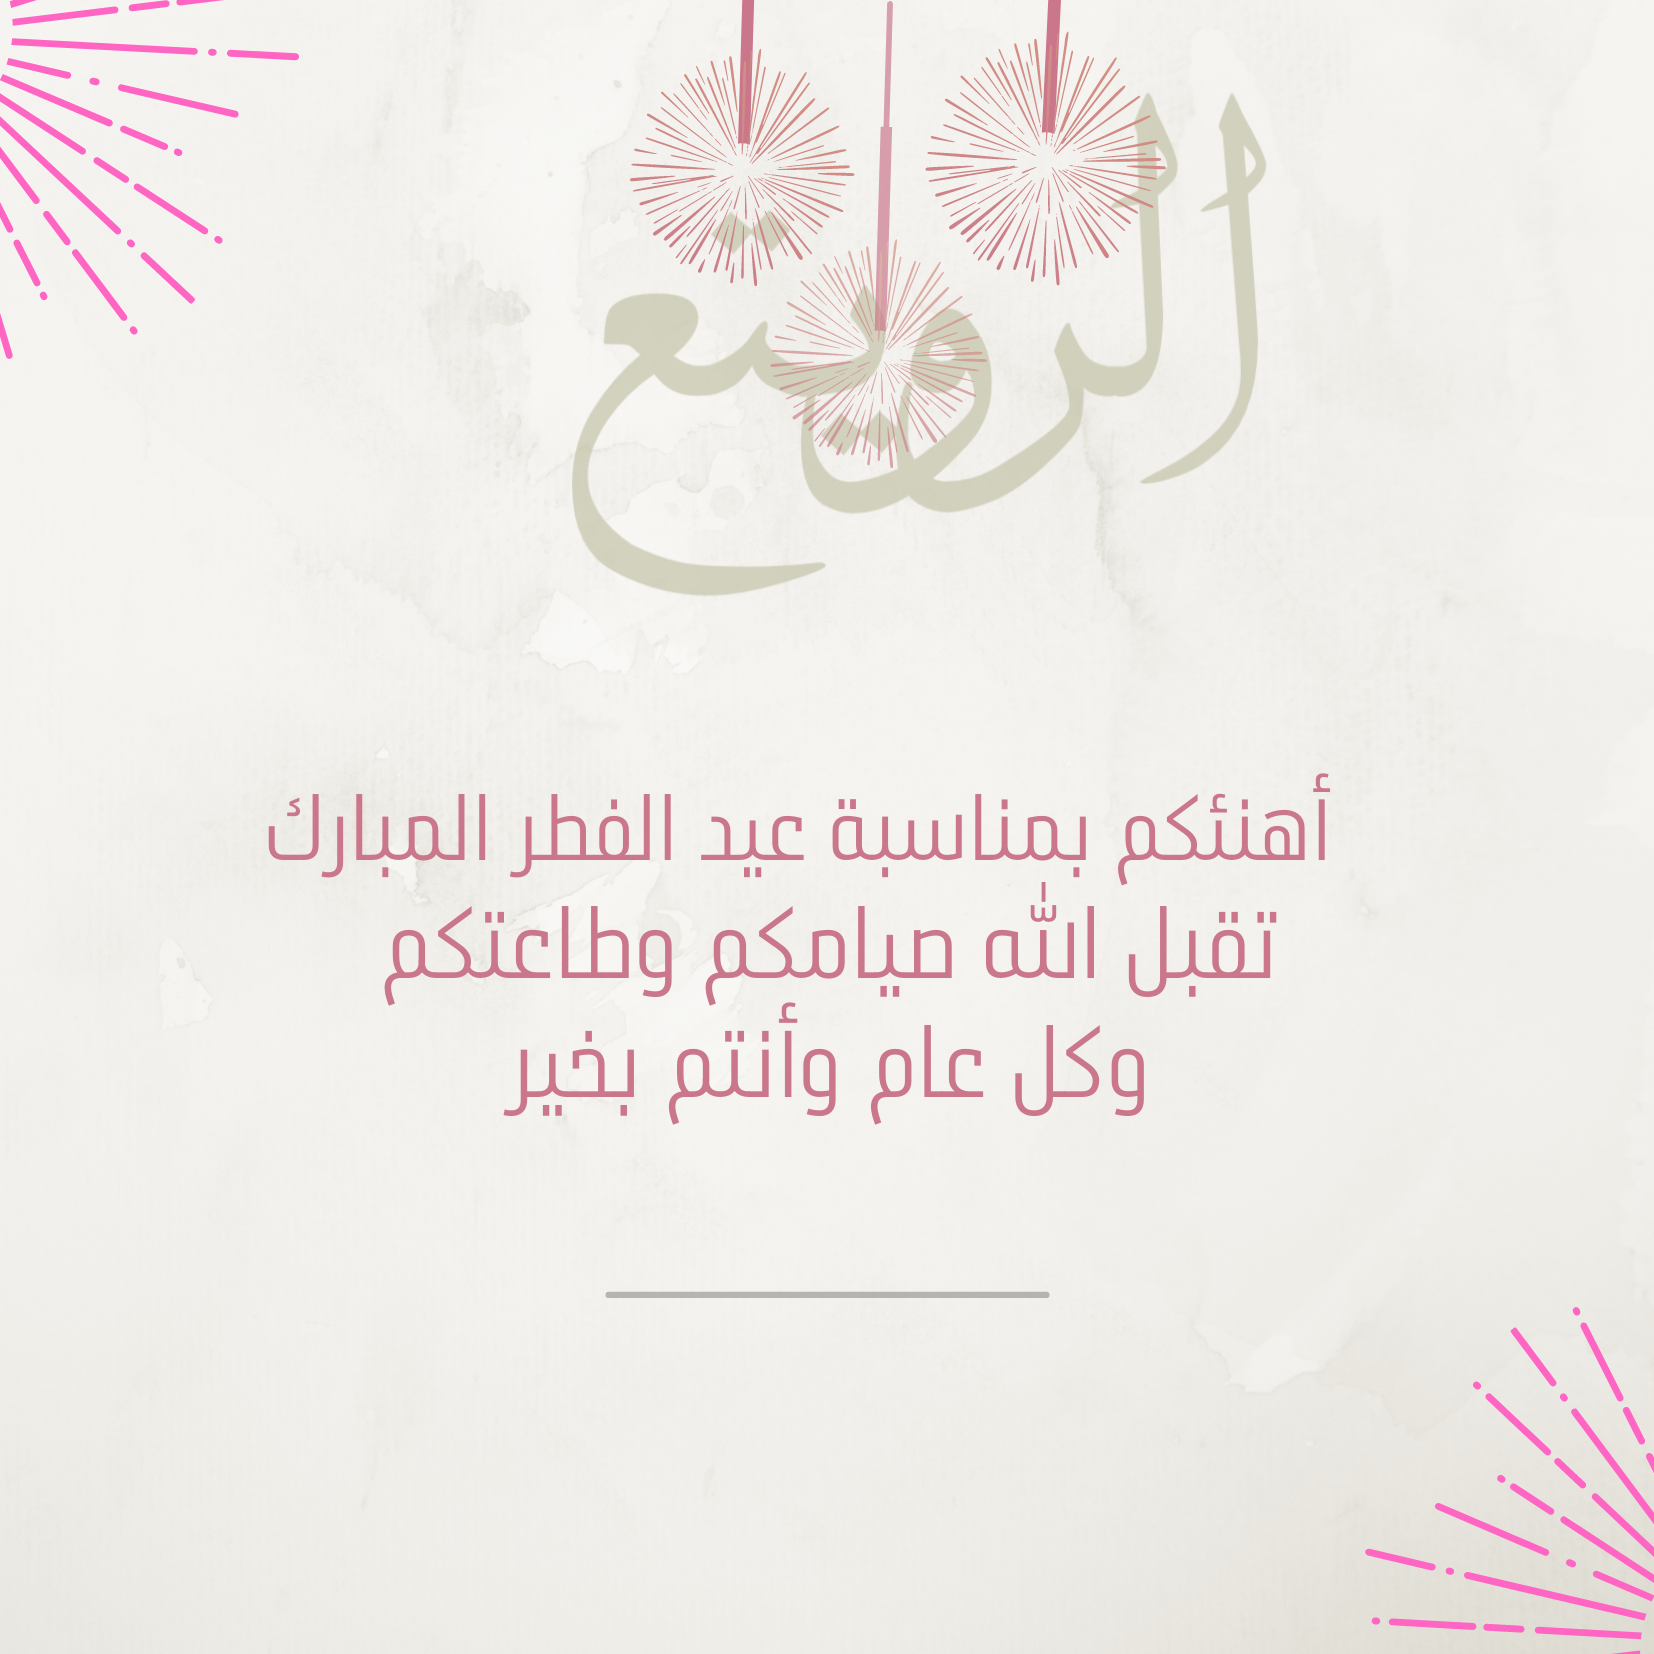 أهنئكم بمناسبة عيد الفطر المبارك
تقبل الله صيامكم وطاعتكم
وكل عام وأنتم بخير